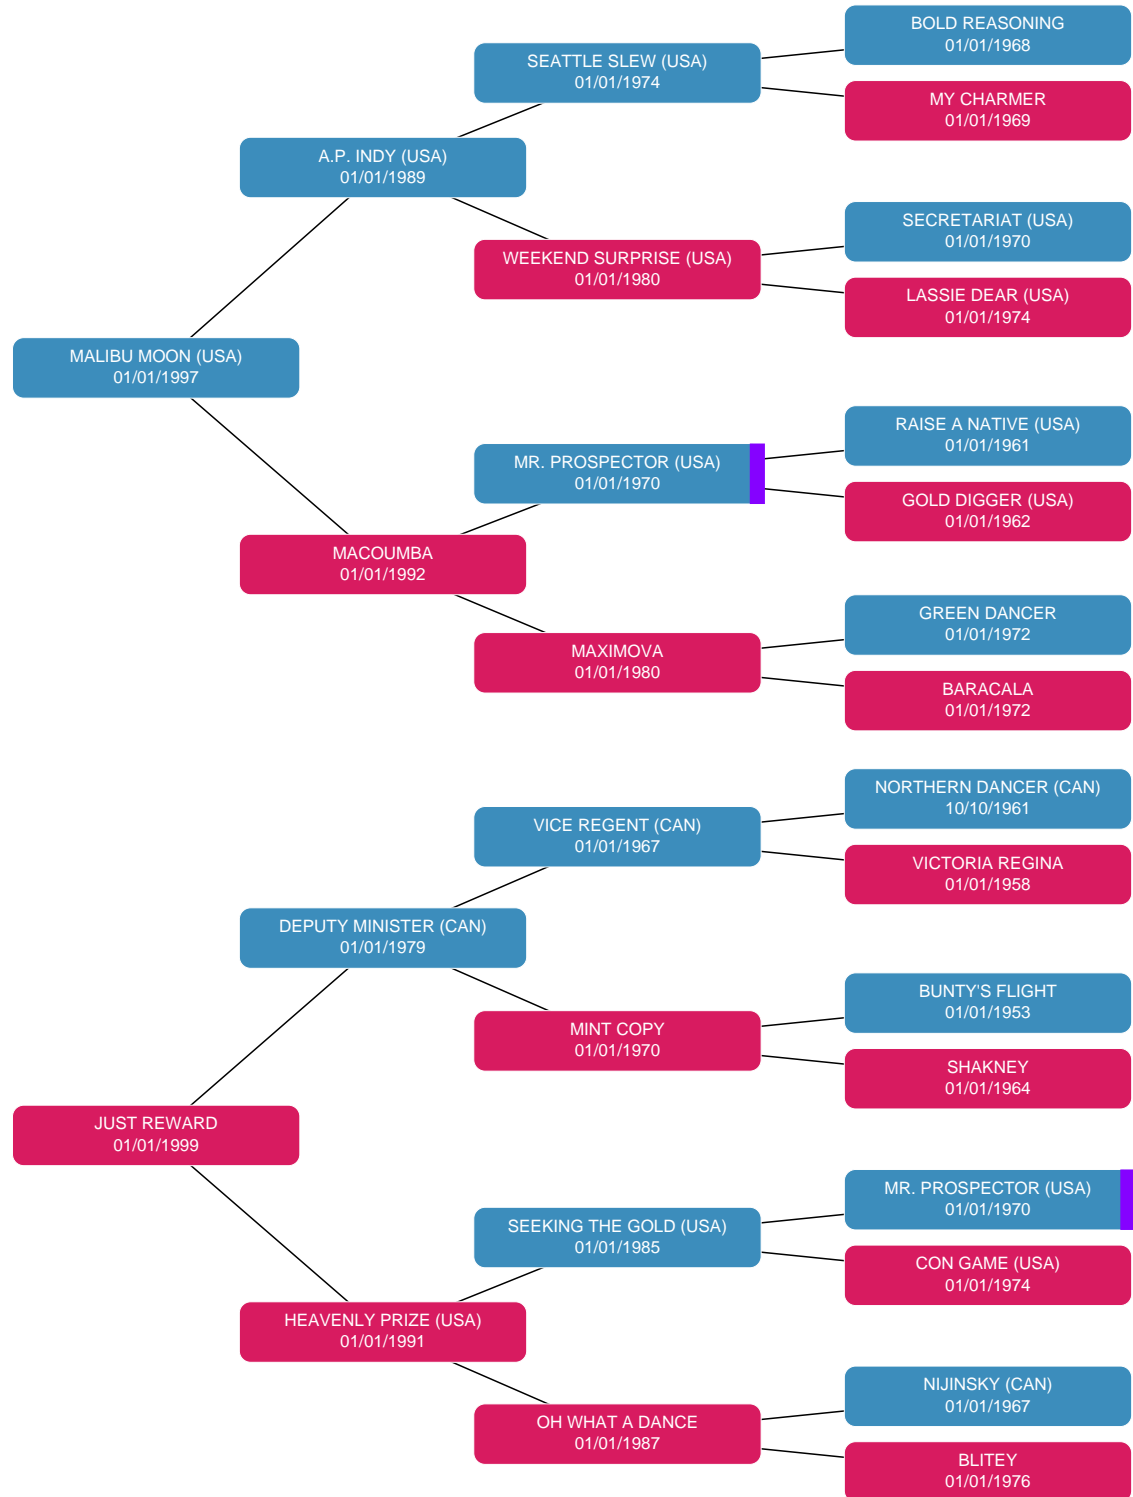 BOLD REASONING
01/01/1968
SEATTLE SLEW (USA)
01/01/1974
MY CHARMER
01/01/1969
A.P. INDY (USA)
01/01/1989
SECRETARIAT (USA)
01/01/1970
WEEKEND SURPRISE (USA)
01/01/1980
LASSIE DEAR (USA)
01/01/1974
MALIBU MOON (USA)
01/01/1997
RAISE A NATIVE (USA)
01/01/1961
MR. PROSPECTOR (USA)
01/01/1970
GOLD DIGGER (USA)
01/01/1962
MACOUMBA
01/01/1992
GREEN DANCER
01/01/1972
MAXIMOVA
01/01/1980
BARACALA
01/01/1972
NORTHERN DANCER (CAN)
10/10/1961
VICE REGENT (CAN)
01/01/1967
VICTORIA REGINA
01/01/1958
DEPUTY MINISTER (CAN)
01/01/1979
BUNTY'S FLIGHT
01/01/1953
MINT COPY
01/01/1970
SHAKNEY
01/01/1964
JUST REWARD
01/01/1999
MR. PROSPECTOR (USA)
01/01/1970
SEEKING THE GOLD (USA)
01/01/1985
CON GAME (USA)
01/01/1974
HEAVENLY PRIZE (USA)
01/01/1991
NIJINSKY (CAN)
01/01/1967
OH WHAT A DANCE
01/01/1987
BLITEY
01/01/1976